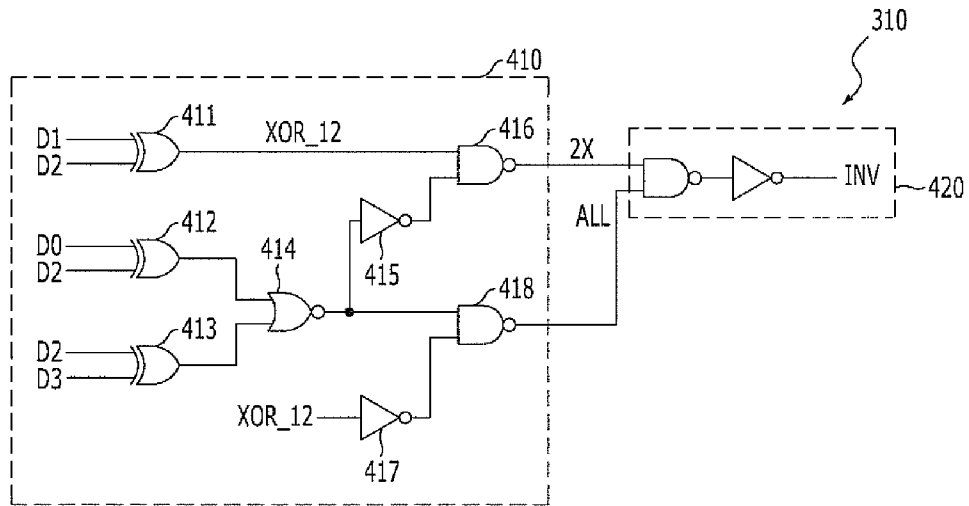 310
410
D1
D2
411
XOR_12
416
2X
INV
420
ALL
D0
D2
412
414
415
418
D2
D3
413
XOR_12
417